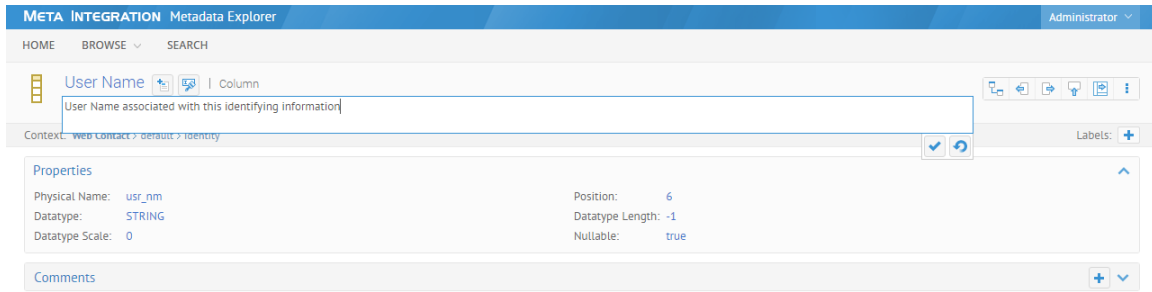 META INTEGRATION Metadata Explorer
Administrator
HOME BROWSE SEARCH
User Name | Column
User Name associated with this identifying information
Context: Web Contact > default > Identity
Labels:
Properties
Physical Name: usr_nm
Position: 6
Datatype: STRING
Datatype Length: -1
Datatype Scale: 0
Nullable: true
Comments